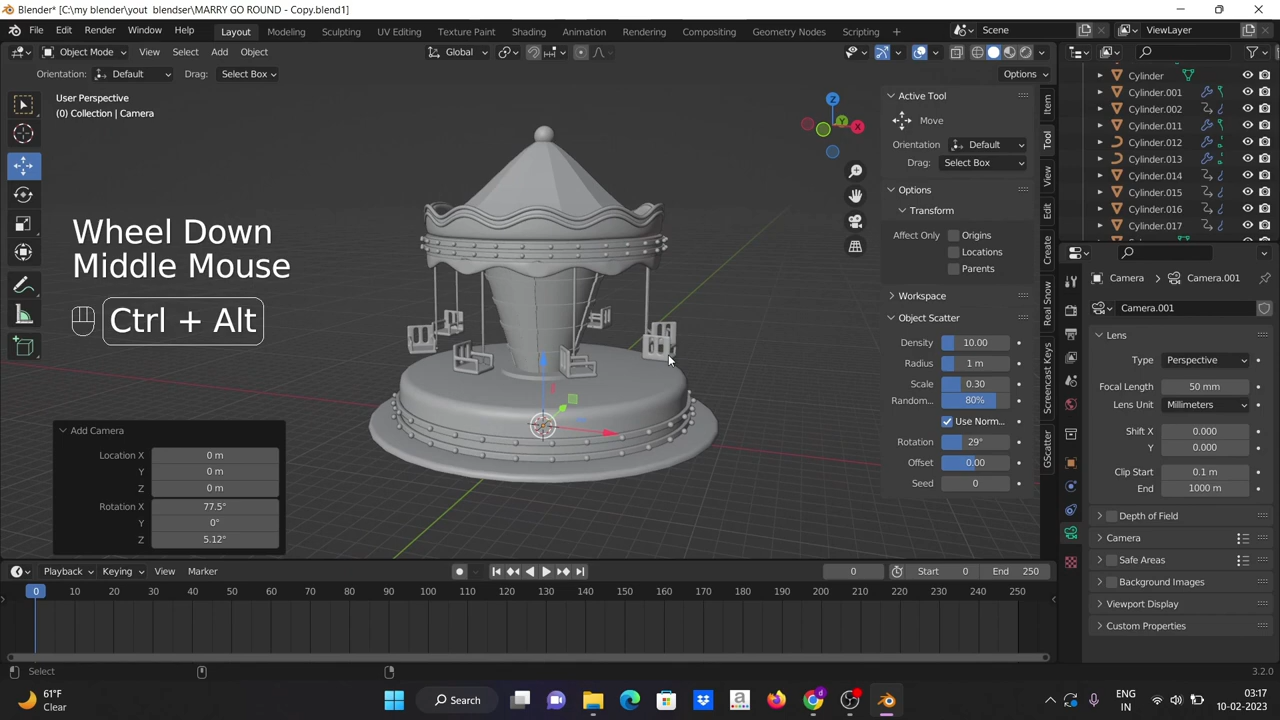 Blender* [C:\my blender\yout  blendser\MARRY GO ROUND - Copy.blend1]
File Edit Render Window Help Layout Modeling Sculpting UV Editing Texture Paint Shading Animation Rendering Compositing Geometry Nodes Scripting + Scene ViewLayer
Object Mode View Select Add Object Global
Orientation: Default Drag: Select Box Options
User Perspective
(0) Collection | Camera
Z
Y
X
Wheel Down
Middle Mouse
Ctrl + Alt
Add Camera
Location X 0 m
Y 0 m
Z 0 m
Rotation X 77.5°
Y 0°
Z 5.12°
Active Tool
Move
Orientation Default
Drag: Select Box
Options
Transform
Affect Only Origins
Locations
Parents
Workspace
Object Scatter
Density 10.00
Radius 1 m
Scale 0.30
Random... 80%
Use Norm...
Rotation 29°
Offset 0.00
Seed 0
Item
Tool
View
Edit
Create
Real Snow
Screencast Keys
GScatter
Cylinder
Cylinder.001
Cylinder.002
Cylinder.011
Cylinder.012
Cylinder.013
Cylinder.014
Cylinder.015
Cylinder.016
Cylinder.017
Camera Camera.001
Camera.001
Lens
Type Perspective
Focal Length 50 mm
Lens Unit Millimeters
Shift X 0.000
Y 0.000
Clip Start 0.1 m
End 1000 m
Depth of Field
Camera
Safe Areas
Background Images
Viewport Display
Custom Properties
Playback Keying View Marker 0 Start 0 End 250
0 10 20 30 40 50 60 70 80 90 100 110 120 130 140 150 160 170 180 190 200 210 220 230 240 250
Select 3.2.0
61°F
Clear
Search
ENG
IN
03:17
10-02-2023